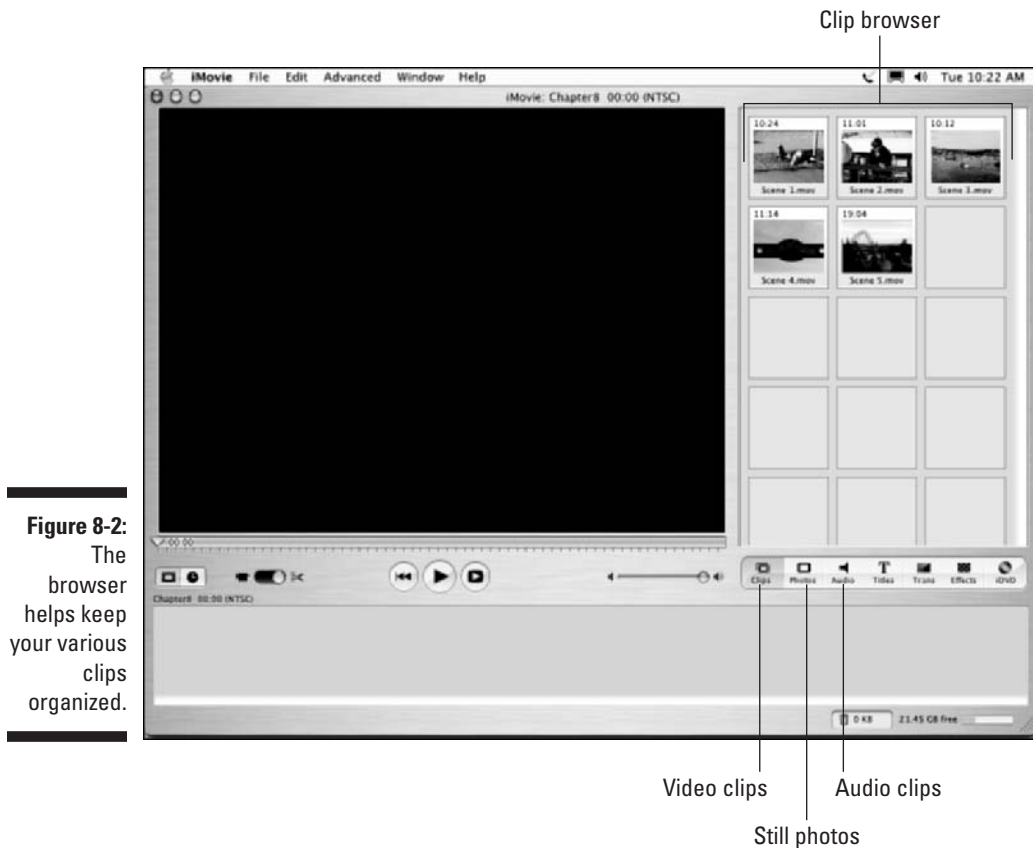 Clip browser
iMovie File Edit Advanced Window Help Tue 10:22 AM
iMovie: Chapter8 00:00 (NTSC)
10:24 11:01 10:12
Scene 1.mov Scene 2.mov Scene 3.mov
11:14 19:04
Scene 4.mov Scene 5.mov
00:00
Clips Photos Audio Titles Trans Effects iDVD
Chapter8 00:00 (NTSC)
0 KB 21.45 GB free
Figure 8-2:
The
browser
helps keep
your various
clips
organized.
Video clips Audio clips
Still photos